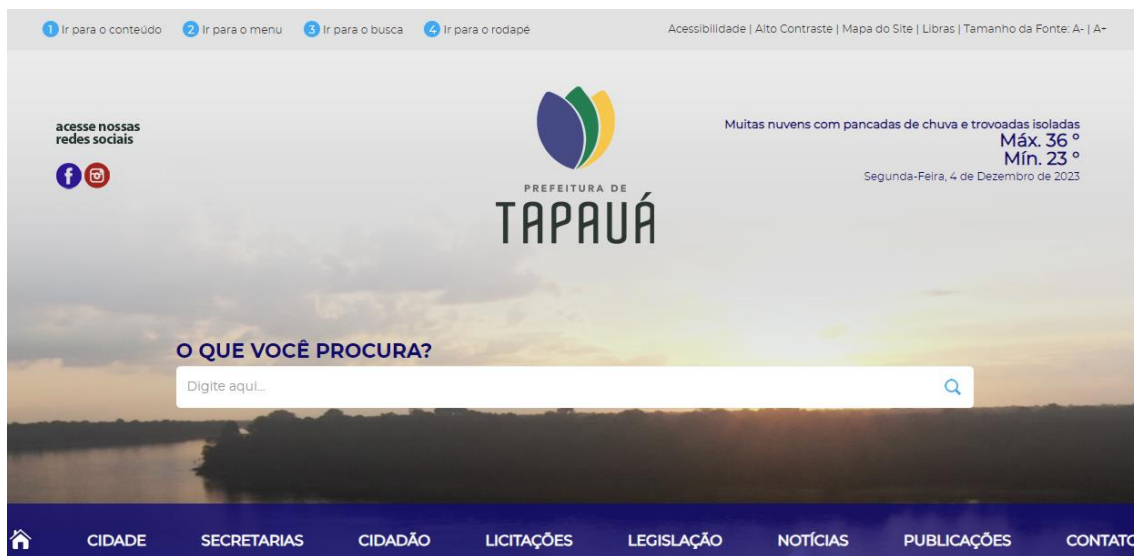 1 Ir para o conteúdo 2 Ir para o menu 3 Ir para o busca 4 Ir para o rodapé Acessibilidade | Alto Contraste | Mapa do Site | Libras | Tamanho da Fonte: A- | A+
acesse nossas
redes sociais
Muitas nuvens com pancadas de chuva e trovoadas isoladas
Máx. 36 º
Mín. 23 º
Segunda-Feira, 4 de Dezembro de 2023
PREFEITURA DE
TAPAUÁ
O QUE VOCÊ PROCURA?
Digite aqui...
CIDADE SECRETARIAS CIDADÃO LICITAÇÕES LEGISLAÇÃO NOTÍCIAS PUBLICAÇÕES CONTATO